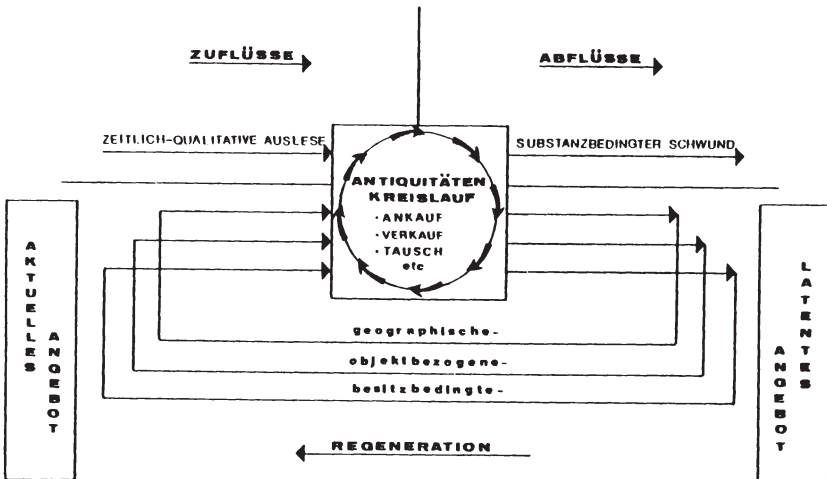 ZUFLÜSSE
ABFLÜSSE
ZEITLICH-QUALITATIVE AUSLESE
SUBSTANZBEDINGTER SCHWUND
ANTIQUITÄTEN
KREISLAUF
· ANKAUF
· VERKAUF
· TAUSCH
etc
AKTUELLES
ANGEBOT
LATENTES
ANGEBOT
geographische-
objektbezogene-
besitzbedingte-
REGENERATION